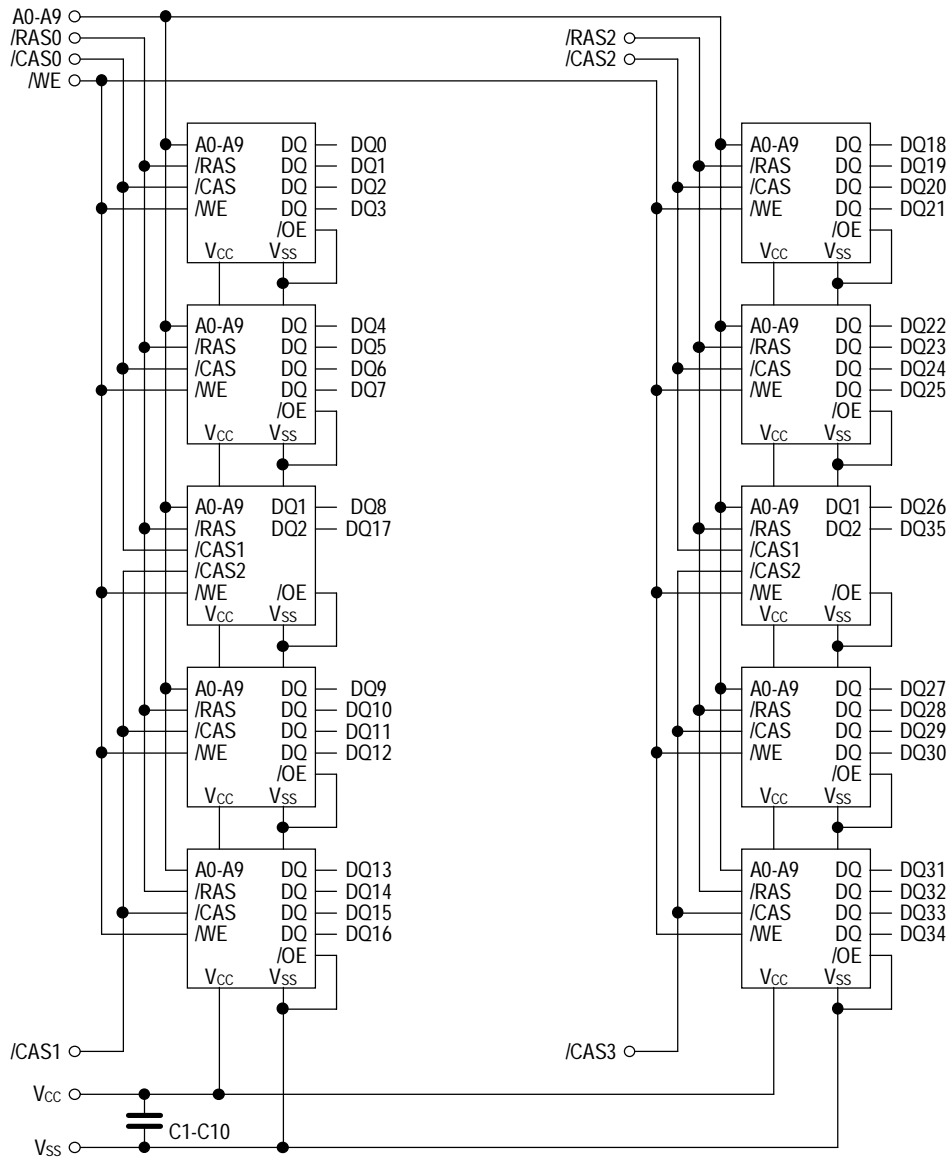 A0-A9
/RAS0
/CAS0
/WE
/RAS2
/CAS2
A0-A9 DQ DQ0
/RAS DQ DQ1
/CAS DQ DQ2
/WE DQ DQ3
/OE
VCC VSS
A0-A9 DQ DQ4
/RAS DQ DQ5
/CAS DQ DQ6
/WE DQ DQ7
/OE
VCC VSS
A0-A9 DQ1 DQ8
/RAS DQ2 DQ17
/CAS1
/CAS2
/WE /OE
VCC VSS
A0-A9 DQ DQ9
/RAS DQ DQ10
/CAS DQ DQ11
/WE DQ DQ12
/OE
VCC VSS
A0-A9 DQ DQ13
/RAS DQ DQ14
/CAS DQ DQ15
/WE DQ DQ16
/OE
VCC VSS
A0-A9 DQ DQ18
/RAS DQ DQ19
/CAS DQ DQ20
/WE DQ DQ21
/OE
VCC VSS
A0-A9 DQ DQ22
/RAS DQ DQ23
/CAS DQ DQ24
/WE DQ DQ25
/OE
VCC VSS
A0-A9 DQ1 DQ26
/RAS DQ2 DQ35
/CAS1
/CAS2
/WE /OE
VCC VSS
A0-A9 DQ DQ27
/RAS DQ DQ28
/CAS DQ DQ29
/WE DQ DQ30
/OE
VCC VSS
A0-A9 DQ DQ31
/RAS DQ DQ32
/CAS DQ DQ33
/WE DQ DQ34
/OE
VCC VSS
/CAS1
/CAS3
VCC
C1-C10
VSS